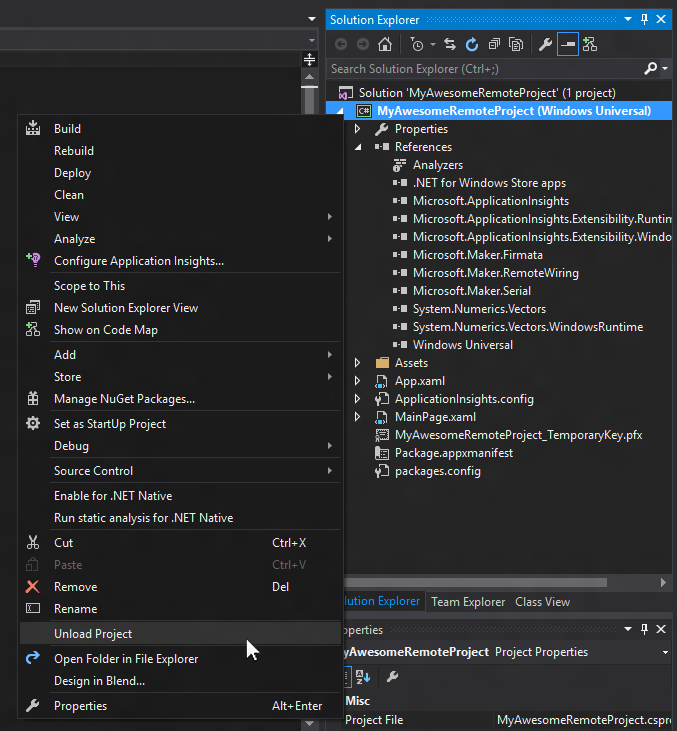 Solution Explorer
Search Solution Explorer (Ctrl+;)
Solution 'MyAwesomeRemoteProject' (1 project)
C# MyAwesomeRemoteProject (Windows Universal)
Properties
References
Analyzers
.NET for Windows Store apps
Microsoft.ApplicationInsights
Microsoft.ApplicationInsights.Extensibility.Runtim
Microsoft.ApplicationInsights.Extensibility.Windo
Microsoft.Maker.Firmata
Microsoft.Maker.RemoteWiring
Microsoft.Maker.Serial
System.Numerics.Vectors
System.Numerics.Vectors.WindowsRuntime
Windows Universal
Assets
App.xaml
ApplicationInsights.config
MainPage.xaml
MyAwesomeRemoteProject_TemporaryKey.pfx
Package.appxmanifest
packages.config
Build
Rebuild
Deploy
Clean
View
Analyze
Configure Application Insights...
Scope to This
New Solution Explorer View
Show on Code Map
Add
Store
Manage NuGet Packages...
Set as StartUp Project
Debug
Source Control
Enable for .NET Native
Run static analysis for .NET Native
Cut Ctrl+X
Paste Ctrl+V
Remove Del
Rename
Unload Project
Open Folder in File Explorer
Design in Blend...
Properties Alt+Enter
lution Explorer Team Explorer Class View
operties
yAwesomeRemoteProject Project Properties
Misc
Project File MyAwesomeRemoteProject.cspro